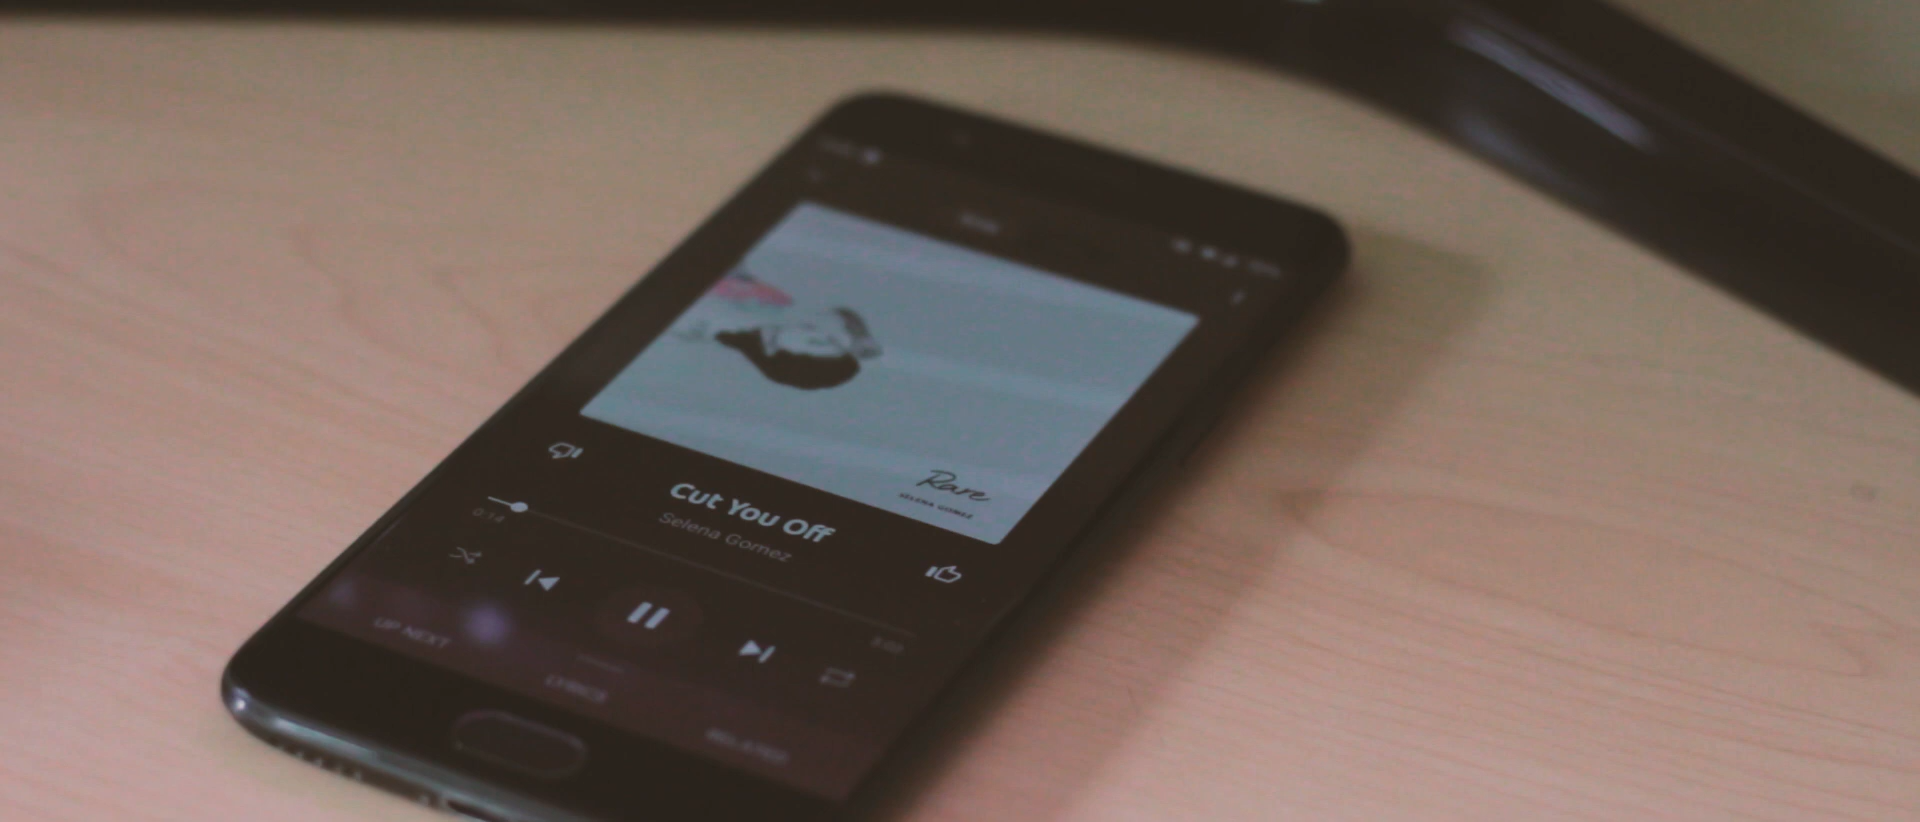 Rare
SELENA GOMEZ
Cut You Off
Selena Gomez
0:14
UP NEXT
LYRICS
RELATED